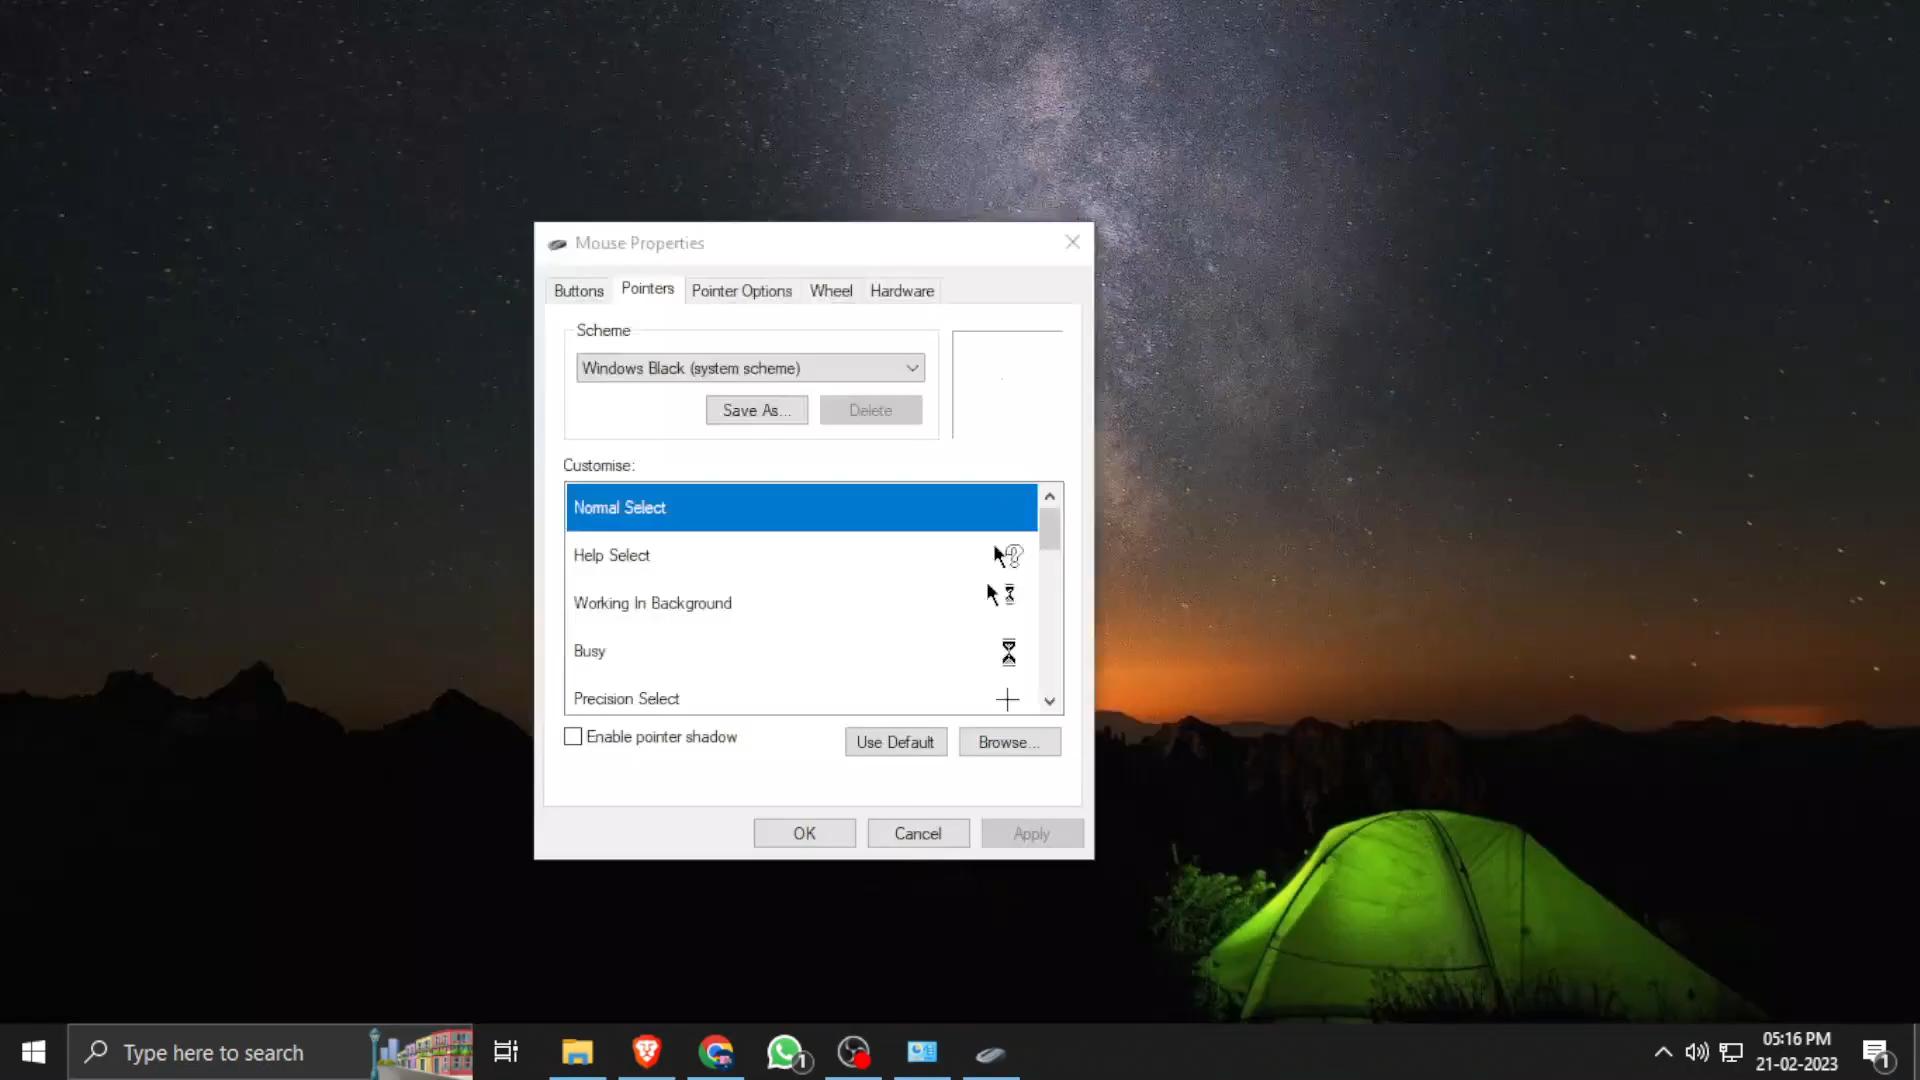 Mouse Properties
Buttons
Pointers
Pointer Options
Wheel
Hardware
Scheme
Windows Black (system scheme)
Save As...
Delete
Customise:
Normal Select
Help Select
Working In Background
Busy
Precision Select
Enable pointer shadow
Use Default
Browse...
OK
Cancel
Apply
Type here to search
1
05:16 PM
21-02-2023
1